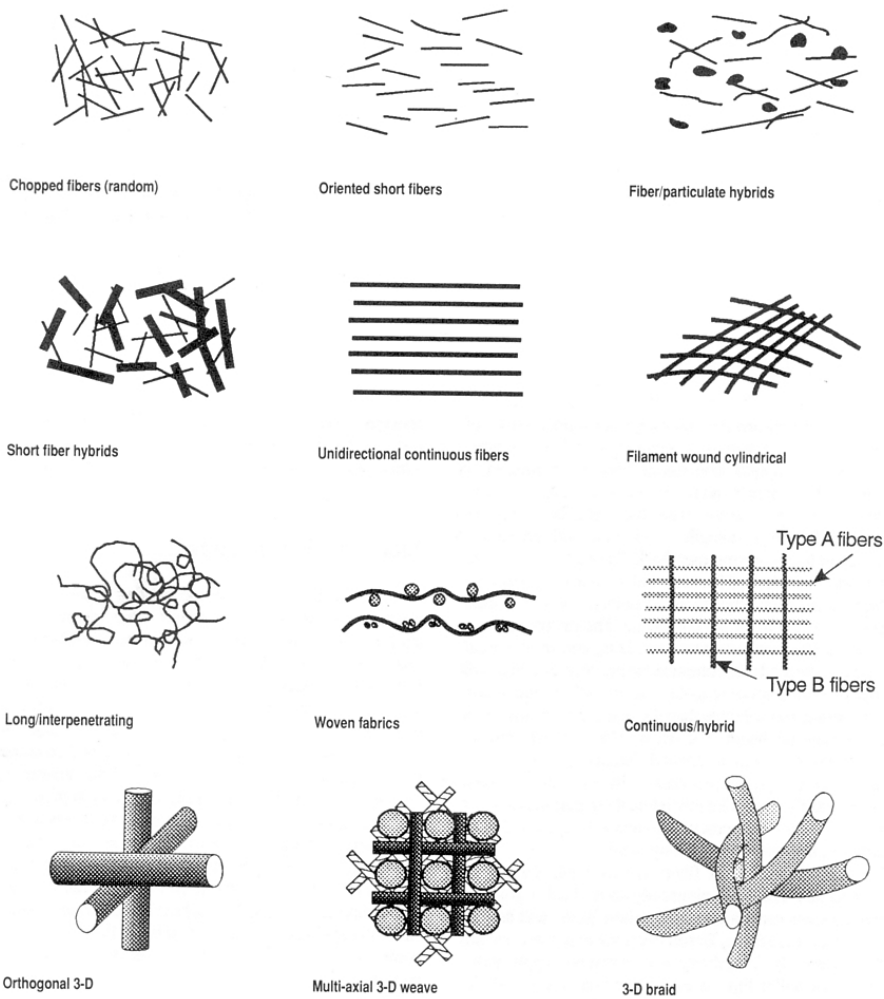 Chopped fibers (random)
Oriented short fibers
Fiber/particulate hybrids
Short fiber hybrids
Unidirectional continuous fibers
Filament wound cylindrical
Type A fibers
Type B fibers
Long/interpenetrating
Woven fabrics
Continuous/hybrid
Orthogonal 3-D
Multi-axial 3-D weave
3-D braid